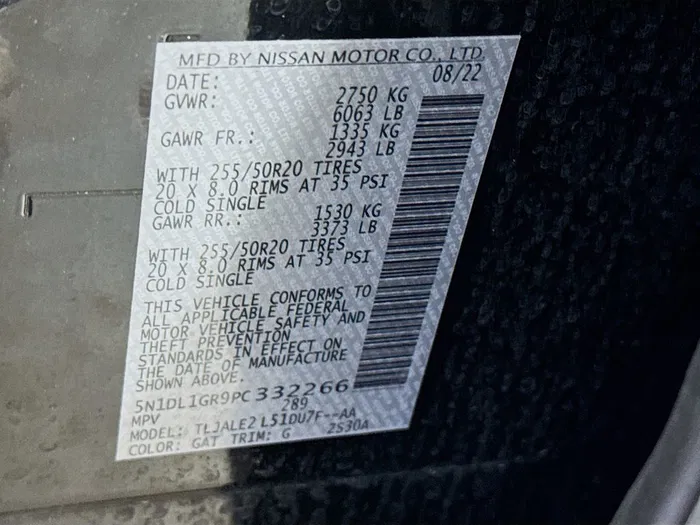 MFD BY NISSAN MOTOR CO., LTD.
DATE: 08/22
GVWR: 2750 KG
6063 LB
GAWR FR.: 1335 KG
2943 LB
WITH 255/50R20 TIRES
20 X 8.0 RIMS AT 35 PSI
COLD SINGLE
GAWR RR.: 1530 KG
3373 LB
WITH 255/50R20 TIRES
20 X 8.0 RIMS AT 35 PSI
COLD SINGLE
THIS VEHICLE CONFORMS TO
ALL APPLICABLE FEDERAL
MOTOR VEHICLE SAFETY AND
THEFT PREVENTION
STANDARDS IN EFFECT ON
THE DATE OF MANUFACTURE
SHOWN ABOVE.
5N1DL1GR9PC332266
MPV 289
MODEL: TLJALE2 L51DU7F--AA
COLOR: GAT TRIM: G 2S30A